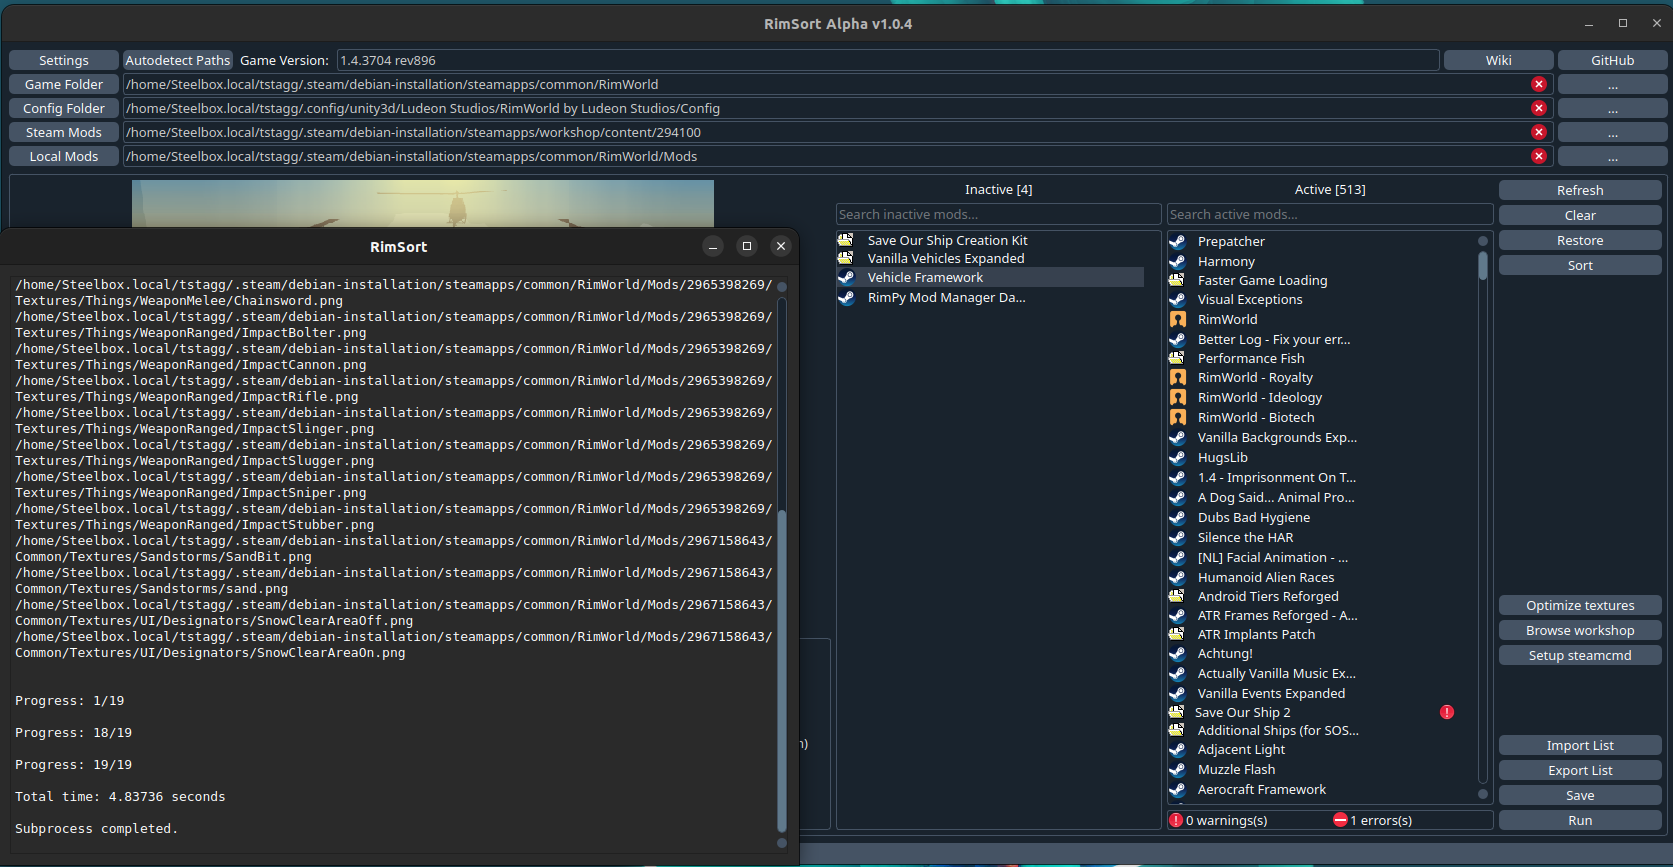 RimSort Alpha v1.0.4
Settings
Autodetect Paths
Game Version:
1.4.3704 rev896
Wiki
GitHub
Game Folder
/home/Steelbox.local/tstagg/.steam/debian-installation/steamapps/common/RimWorld
...
Config Folder
/home/Steelbox.local/tstagg/.config/unity3d/Ludeon Studios/RimWorld by Ludeon Studios/Config
...
Steam Mods
/home/Steelbox.local/tstagg/.steam/debian-installation/steamapps/workshop/content/294100
...
Local Mods
/home/Steelbox.local/tstagg/.steam/debian-installation/steamapps/common/RimWorld/Mods
...
RimSort
/home/Steelbox.local/tstagg/.steam/debian-installation/steamapps/common/RimWorld/Mods/2965398269/
Textures/Things/WeaponMelee/Chainsword.png
/home/Steelbox.local/tstagg/.steam/debian-installation/steamapps/common/RimWorld/Mods/2965398269/
Textures/Things/WeaponRanged/ImpactBolter.png
/home/Steelbox.local/tstagg/.steam/debian-installation/steamapps/common/RimWorld/Mods/2965398269/
Textures/Things/WeaponRanged/ImpactCannon.png
/home/Steelbox.local/tstagg/.steam/debian-installation/steamapps/common/RimWorld/Mods/2965398269/
Textures/Things/WeaponRanged/ImpactRifle.png
/home/Steelbox.local/tstagg/.steam/debian-installation/steamapps/common/RimWorld/Mods/2965398269/
Textures/Things/WeaponRanged/ImpactSlinger.png
/home/Steelbox.local/tstagg/.steam/debian-installation/steamapps/common/RimWorld/Mods/2965398269/
Textures/Things/WeaponRanged/ImpactSlugger.png
/home/Steelbox.local/tstagg/.steam/debian-installation/steamapps/common/RimWorld/Mods/2965398269/
Textures/Things/WeaponRanged/ImpactSniper.png
/home/Steelbox.local/tstagg/.steam/debian-installation/steamapps/common/RimWorld/Mods/2965398269/
Textures/Things/WeaponRanged/ImpactStubber.png
/home/Steelbox.local/tstagg/.steam/debian-installation/steamapps/common/RimWorld/Mods/2967158643/
Common/Textures/Sandstorms/SandBit.png
/home/Steelbox.local/tstagg/.steam/debian-installation/steamapps/common/RimWorld/Mods/2967158643/
Common/Textures/Sandstorms/sand.png
/home/Steelbox.local/tstagg/.steam/debian-installation/steamapps/common/RimWorld/Mods/2967158643/
Common/Textures/UI/Designators/SnowClearAreaOff.png
/home/Steelbox.local/tstagg/.steam/debian-installation/steamapps/common/RimWorld/Mods/2967158643/
Common/Textures/UI/Designators/SnowClearAreaOn.png
Progress: 1/19
Progress: 18/19
Progress: 19/19
Total time: 4.83736 seconds
Subprocess completed.
n)
Inactive [4]
Search inactive mods...
Save Our Ship Creation Kit
Vanilla Vehicles Expanded
Vehicle Framework
RimPy Mod Manager Da...
Active [513]
Search active mods...
Prepatcher
Harmony
Faster Game Loading
Visual Exceptions
RimWorld
Better Log - Fix your err...
Performance Fish
RimWorld - Royalty
RimWorld - Ideology
RimWorld - Biotech
Vanilla Backgrounds Exp...
HugsLib
1.4 - Imprisonment On T...
A Dog Said... Animal Pro...
Dubs Bad Hygiene
Silence the HAR
[NL] Facial Animation - ...
Humanoid Alien Races
Android Tiers Reforged
ATR Frames Reforged - A...
ATR Implants Patch
Achtung!
Actually Vanilla Music Ex...
Vanilla Events Expanded
Save Our Ship 2
Additional Ships (for SOS...
Adjacent Light
Muzzle Flash
Aerocraft Framework
0 warnings(s)
1 errors(s)
Refresh
Clear
Restore
Sort
Optimize textures
Browse workshop
Setup steamcmd
Import List
Export List
Save
Run